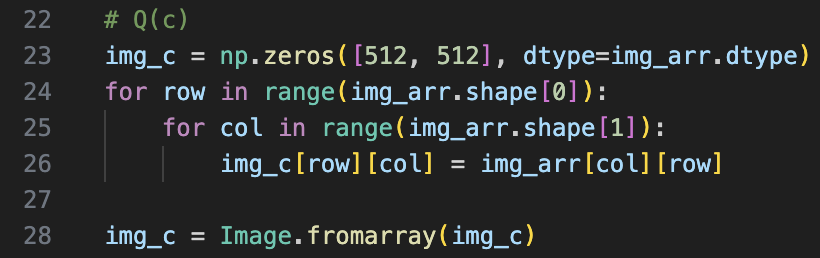 22 # Q(c)
23 img_c = np.zeros([512, 512], dtype=img_arr.dtype)
24 for row in range(img_arr.shape[0]):
25     for col in range(img_arr.shape[1]):
26         img_c[row][col] = img_arr[col][row]
27
28 img_c = Image.fromarray(img_c)